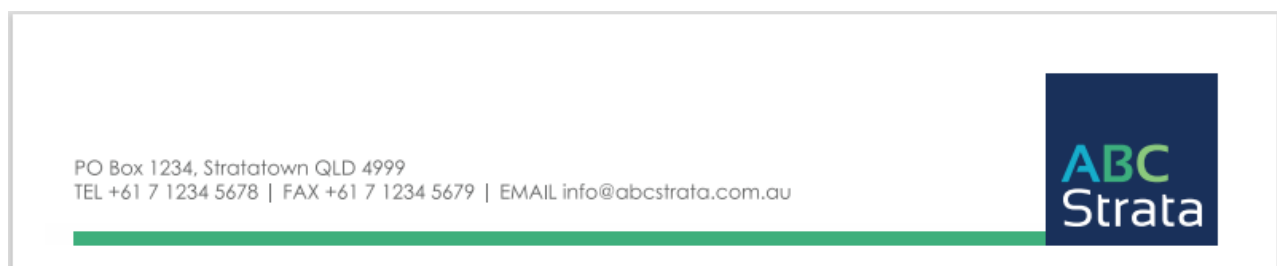 PO Box 1234, Stratatown QLD 4999
TEL +61 7 1234 5678 | FAX +61 7 1234 5679 | EMAIL info@abcstrata.com.au
ABC
Strata